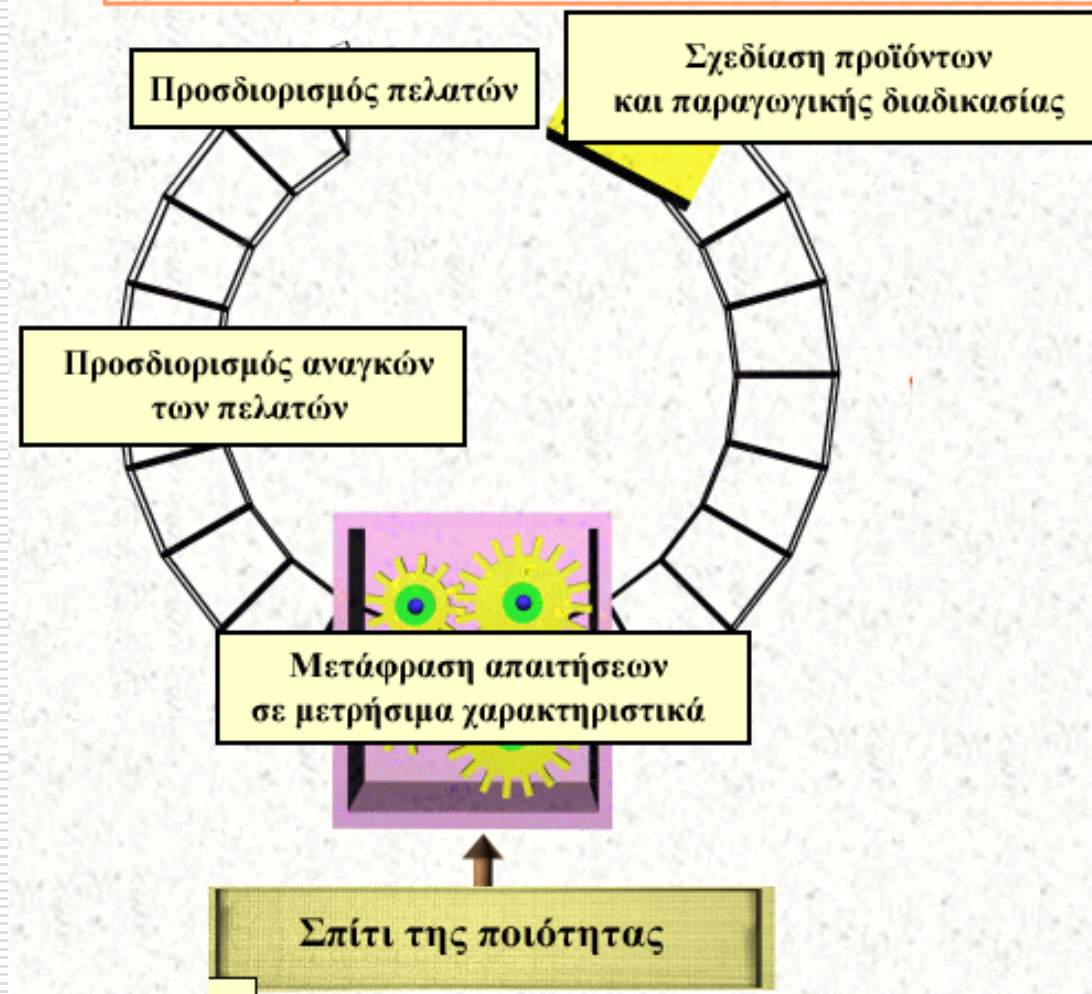 Προσδιορισμός πελατών
Σχεδίαση προϊόντων
και παραγωγικής διαδικασίας
Προσδιορισμός αναγκών
των πελατών
Μετάφραση απαιτήσεων
σε μετρήσιμα χαρακτηριστικά
Σπίτι της ποιότητας